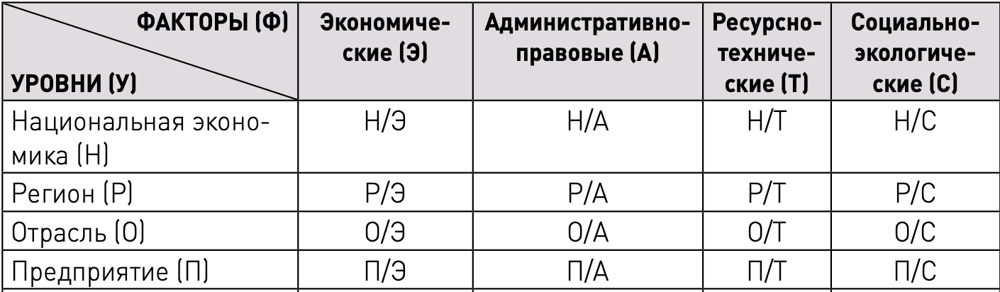 ФАКТОРЫ (Ф) Экономиче- Административно- Ресурсно- Социально-
ские (Э) правовые (А) техниче- экологиче-
УРОВНИ (У) ские (Т) ские (С)
Национальная эконо- Н/Э Н/А Н/Т Н/С
мика (Н)
Регион (Р) Р/Э Р/А Р/Т Р/С
Отрасль (О) О/Э О/А О/Т О/С
Предприятие (П) П/Э П/А П/Т П/С